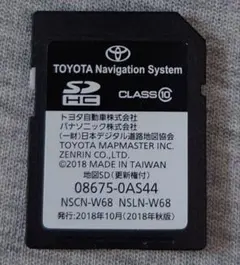 TOYOTA Navigation System
SD HC CLASS 10
トヨタ自動車株式会社
パナソニック株式会社
(一財)日本デジタル道路地図協会
TOYOTA MAPMASTER INC.
ZENRIN CO., LTD.
©2018 MADE IN TAIWAN
地図SD(更新権付)
08675-0AS44
NSCN-W68 NSLN-W68
発行:2018年10月(2018年秋版)